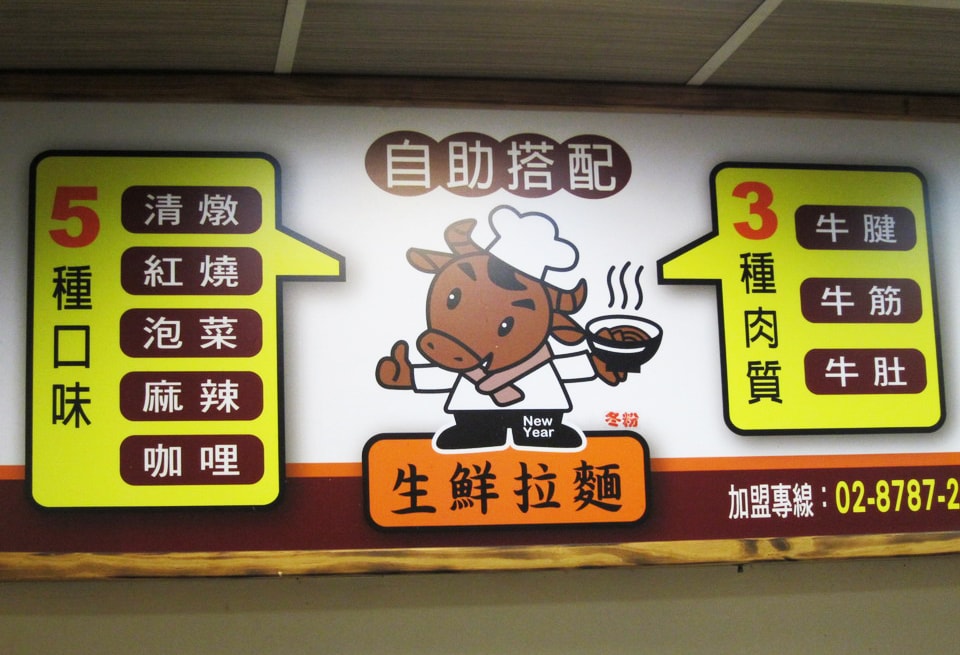 自助搭配
5種口味
清燉
紅燒
泡菜
麻辣
咖哩
3種肉質
牛腱
牛筋
牛肚
New
Year
冬粉
生鮮拉麵
加盟專線：02-8787-2